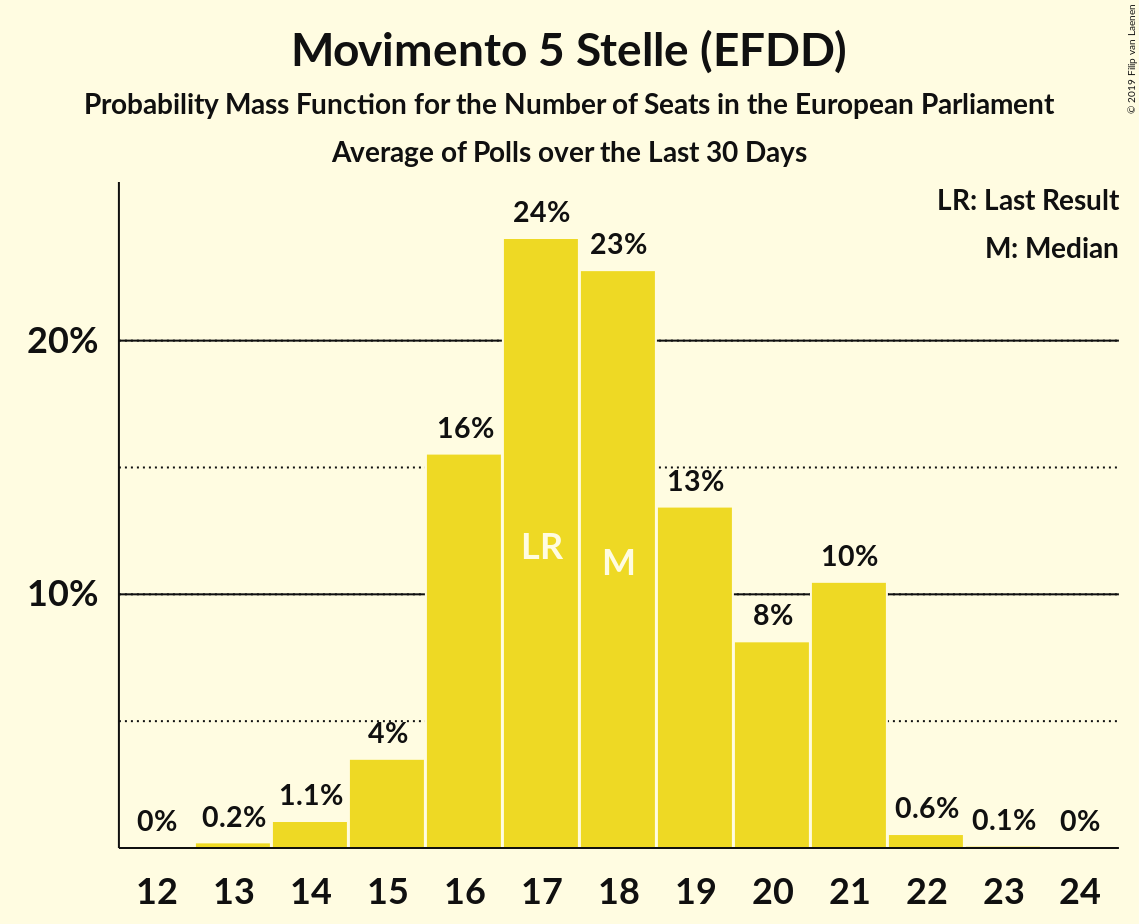 Movimento 5 Stelle (EFDD)
Probability Mass Function for the Number of Seats in the European Parliament
Average of Polls over the Last 30 Days
© 2019 Filip van Laenen
LR: Last Result
M: Median
20%
10%
0%
0.2%
1.1%
4%
16%
24%
23%
13%
8%
10%
0.6%
0.1%
0%
LR
M
12 13 14 15 16 17 18 19 20 21 22 23 24